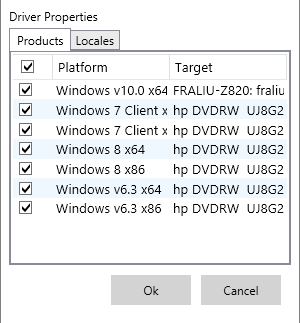 Driver Properties
Products Locales
Platform Target
Windows v10.0 x64 FRALIU-Z820: fraliu
Windows 7 Client x hp DVDRW UJ8G2
Windows 7 Client x hp DVDRW UJ8G2
Windows 8 x64 hp DVDRW UJ8G2
Windows 8 x86 hp DVDRW UJ8G2
Windows v6.3 x64 hp DVDRW UJ8G2
Windows v6.3 x86 hp DVDRW UJ8G2
Ok Cancel